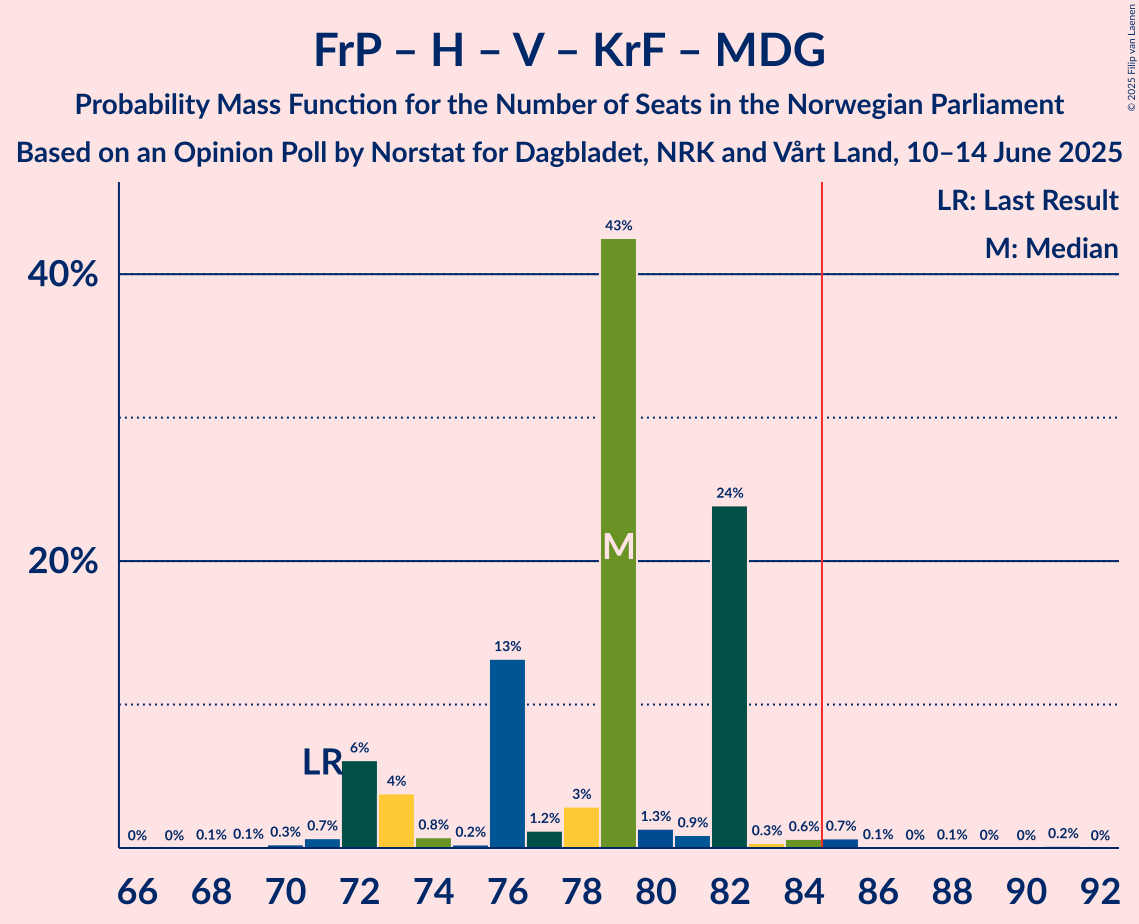 FrP – H – V – KrF – MDG
Probability Mass Function for the Number of Seats in the Norwegian Parliament
Based on an Opinion Poll by Norstat for Dagbladet, NRK and Vårt Land, 10–14 June 2025
© 2025 Filip van Laenen
LR: Last Result
M: Median
40%
20%
0% 0% 0.1% 0.1% 0.3% 0.7% 6% 4% 0.8% 0.2% 13% 1.2% 3% 43% 1.3% 0.9% 24% 0.3% 0.6% 0.7% 0.1% 0% 0.1% 0% 0% 0.2% 0%
LR
M
66 68 70 72 74 76 78 80 82 84 86 88 90 92